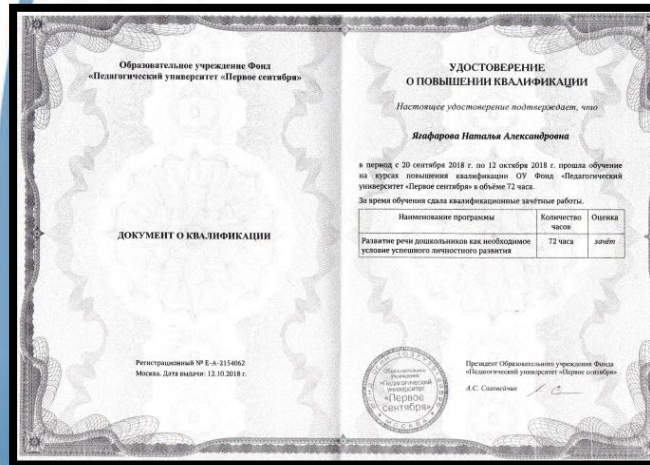 Образовательное учреждение Фонд
«Педагогический университет «Первое сентября»
ДОКУМЕНТ О КВАЛИФИКАЦИИ
Регистрационный № Е-А-2154062
Москва. Дата выдачи: 12.10.2018 г.
УДОСТОВЕРЕНИЕ
О ПОВЫШЕНИИ КВАЛИФИКАЦИИ
Настоящее удостоверение подтверждает, что
Ягафарова Наталья Александровна
в период с 20 сентября 2018 г. по 12 октября 2018 г. прошла обучение
на курсах повышения квалификации ОУ Фонд «Педагогический
университет «Первое сентября» в объёме 72 часа.
За время обучения сдала квалификационные зачётные работы.
Наименование программы Количество часов Оценка
Развитие речи дошкольников как необходимое 72 часа зачёт
условие успешного личностного развития
Президент Образовательного учреждения Фонда
«Педагогический университет «Первое сентября»
А.С. Соловейчик
Образовательное
учреждение
«Педагогический
университет
«Первое
сентября»
МОСКВА